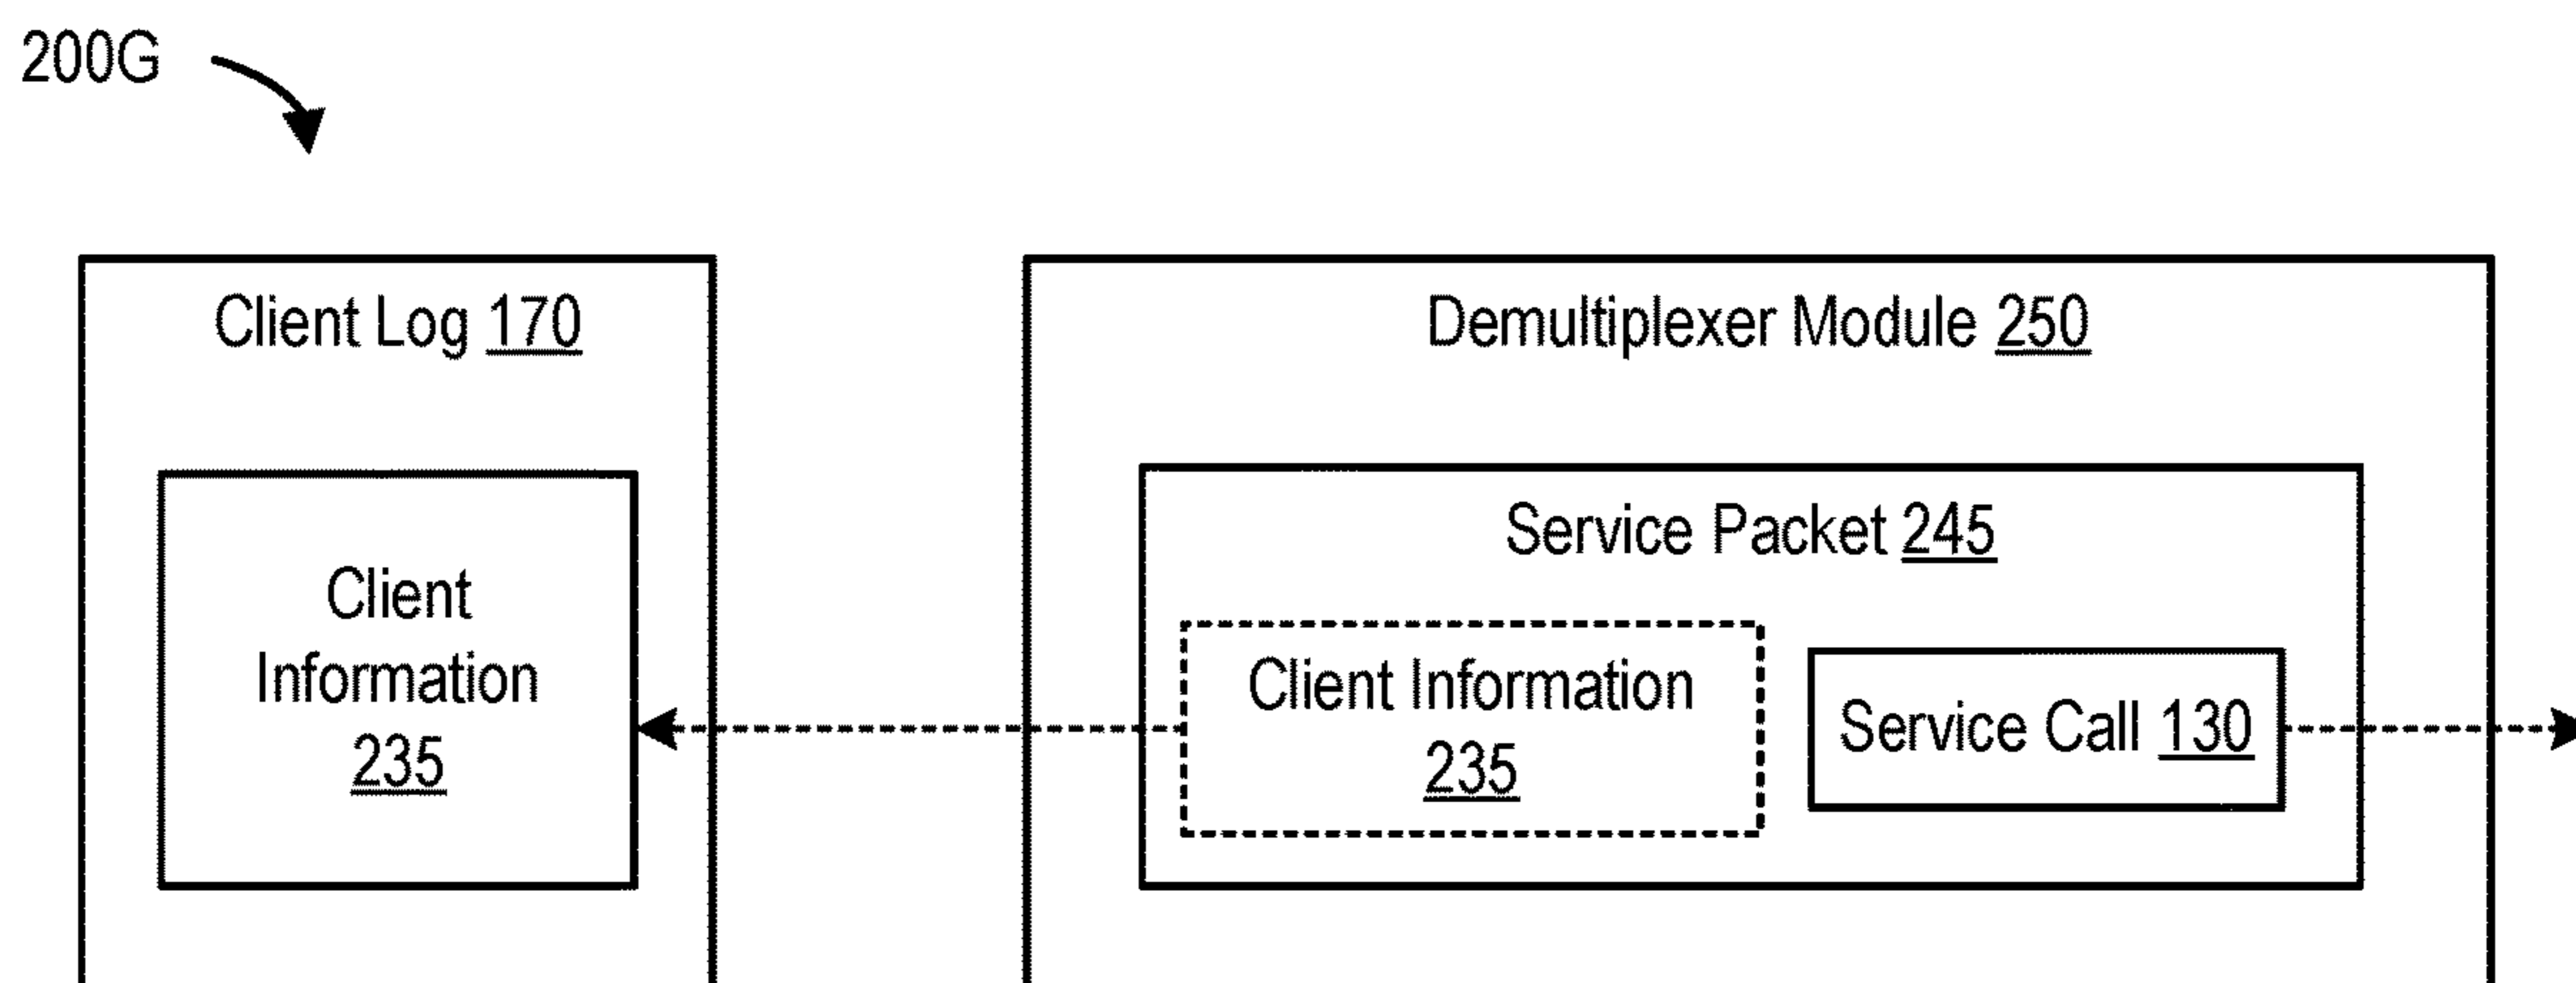 200G
Client Log 170
Client
Information
235
Demultiplexer Module 250
Service Packet 245
Client Information
235
Service Call 130